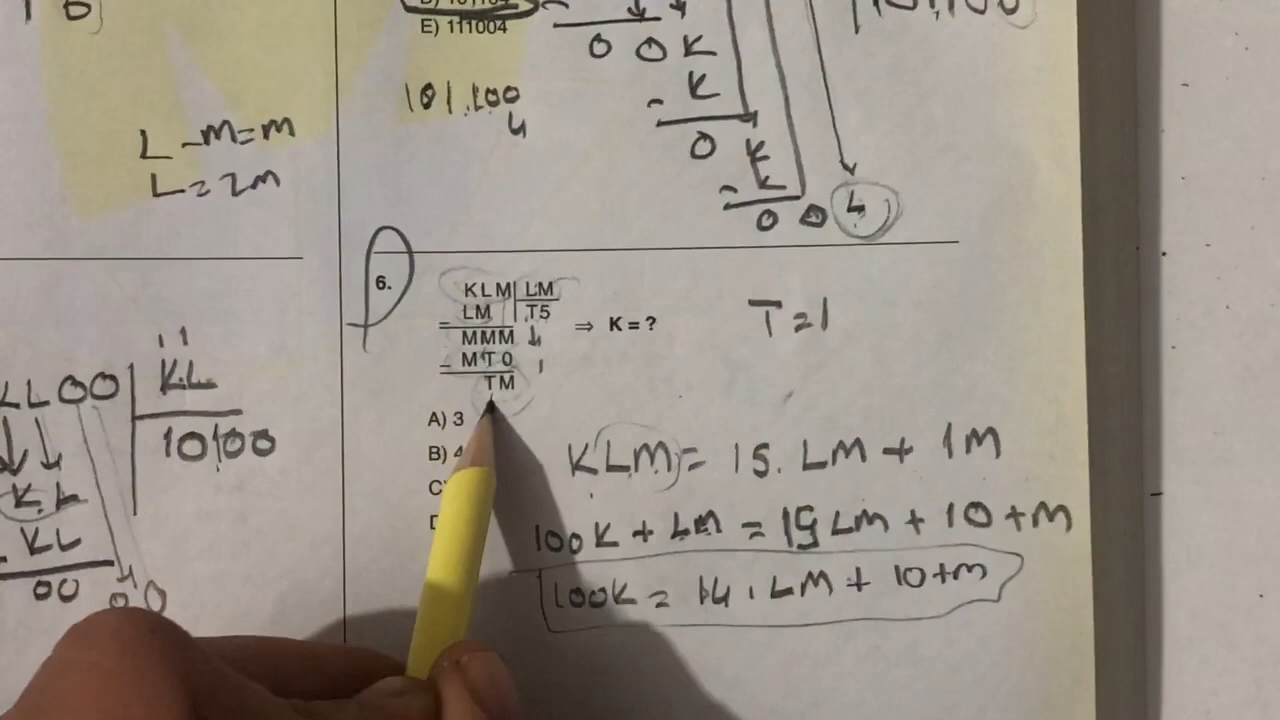 E) 111004
0 0 K
101.100
4
- K
L - M = M
L = 2M
0 K
- K
0 0 4
6.
KLM LM
- LM T5
⇒ K = ?
MMM
- MT0
TM
T = 1
A) 3
B) 4
KLM = 15. LM + 1M
100K + LM = 15 LM + 10 + M
100K = 14 . LM + 10 + M
11
KLL00 KL
10100
KL
- KL
00
00